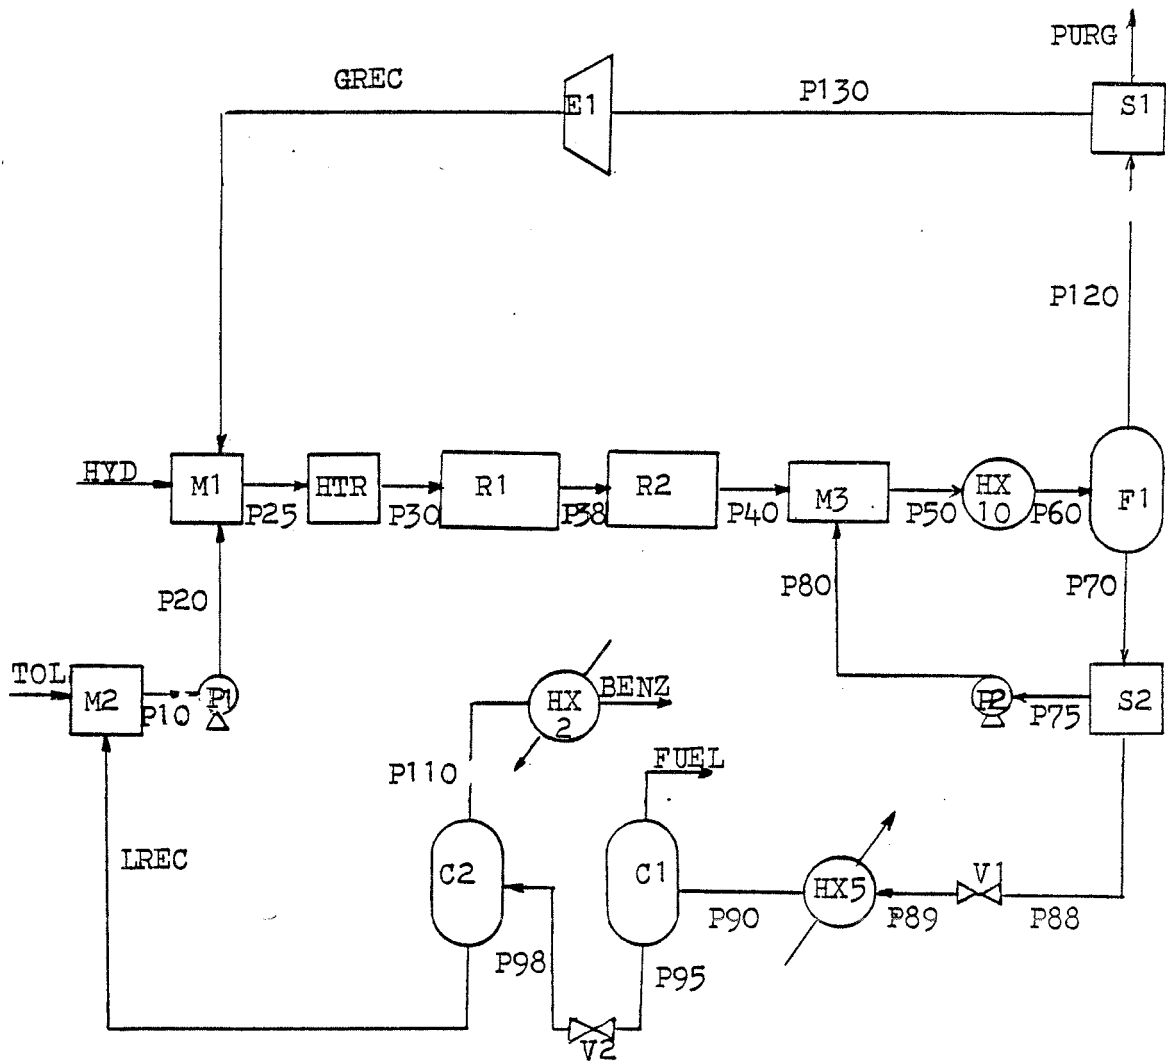 PURG
GREC
P130
E1
S1
P120
HYD
M1
HTR
R1
R2
M3
HX
10
F1
P25
P30
P38
P40
P50
P60
P20
P80
P70
TOL
M2
P10
P1
HX
2
BENZ
P2
P75
S2
P110
FUEL
LREC
C2
C1
HX5
V1
P90
P89
P88
P98
P95
V2